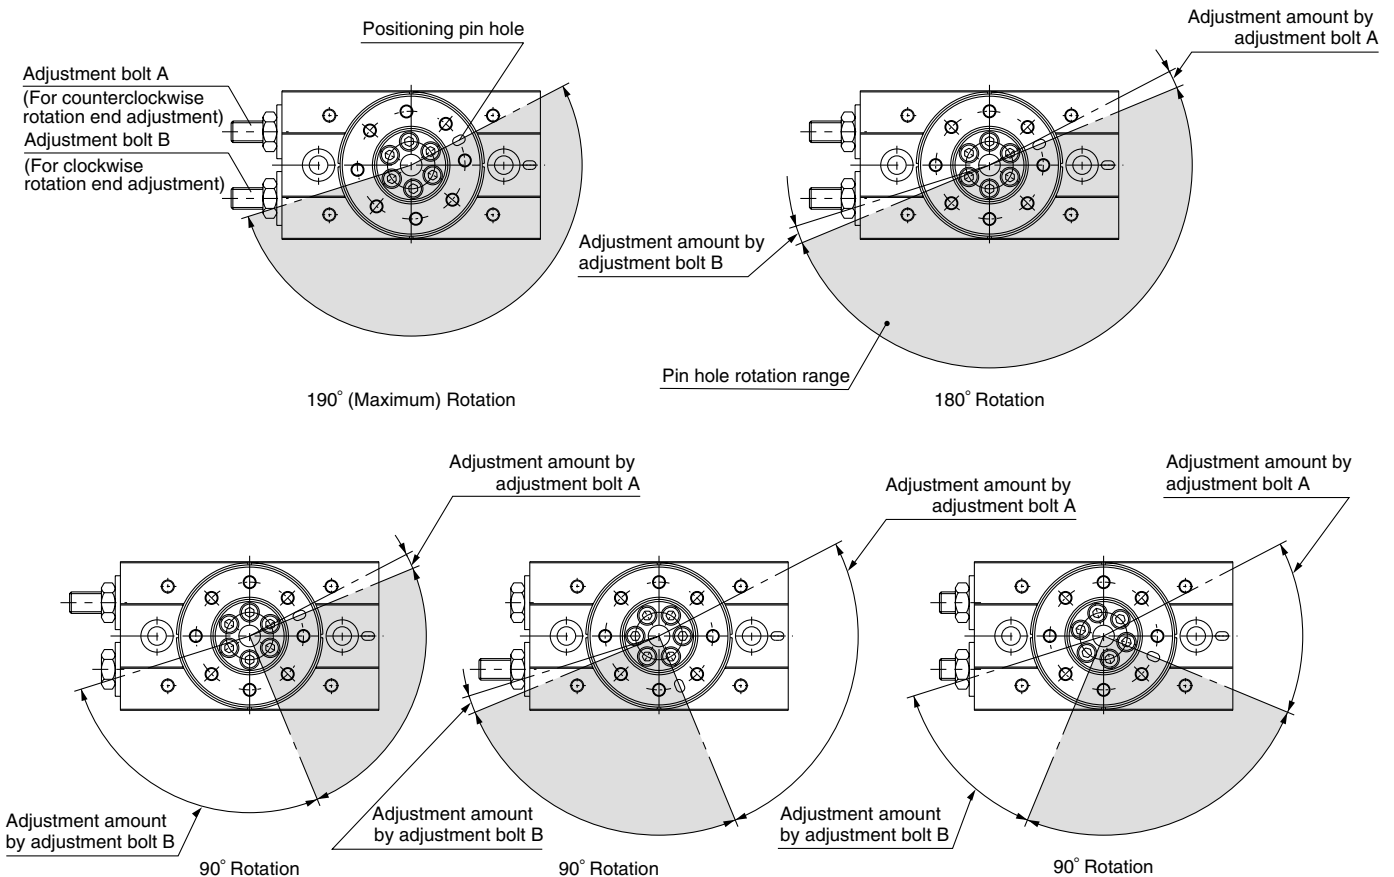 Positioning pin hole
Adjustment bolt A
(For counterclockwise
rotation end adjustment)
Adjustment bolt B
(For clockwise
rotation end adjustment)
190° (Maximum) Rotation
Adjustment amount by
adjustment bolt A
Adjustment amount by
adjustment bolt B
Pin hole rotation range
180° Rotation
Adjustment amount by
adjustment bolt A
Adjustment amount
by adjustment bolt B
90° Rotation
Adjustment amount by
adjustment bolt A
Adjustment amount
by adjustment bolt B
90° Rotation
Adjustment amount by
adjustment bolt A
Adjustment amount
by adjustment bolt B
90° Rotation